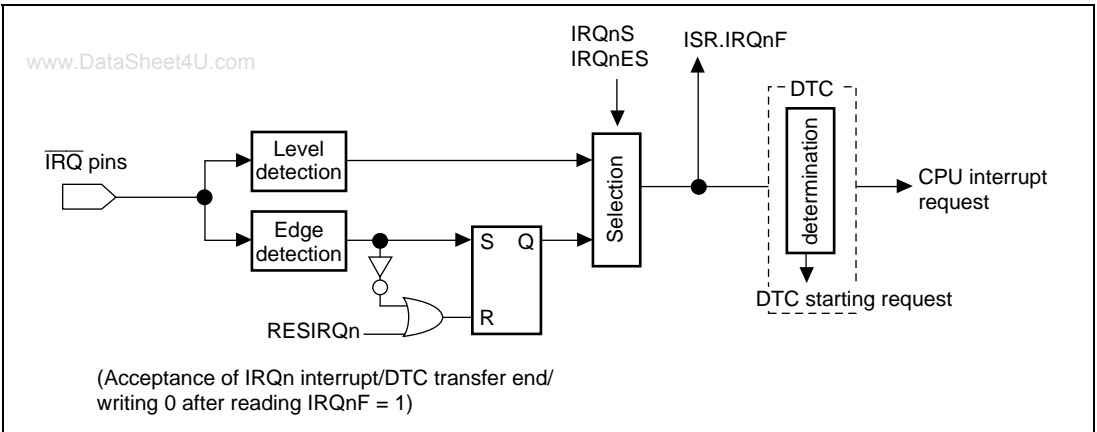 www.DataSheet4U.com
IRQnS
IRQnES
ISR.IRQnF
DTC
IRQ pins
Level
detection
Edge
detection
S
Q
R
RESIRQn
Selection
determination
CPU interrupt
request
DTC starting request
(Acceptance of IRQn interrupt/DTC transfer end/
writing 0 after reading IRQnF = 1)